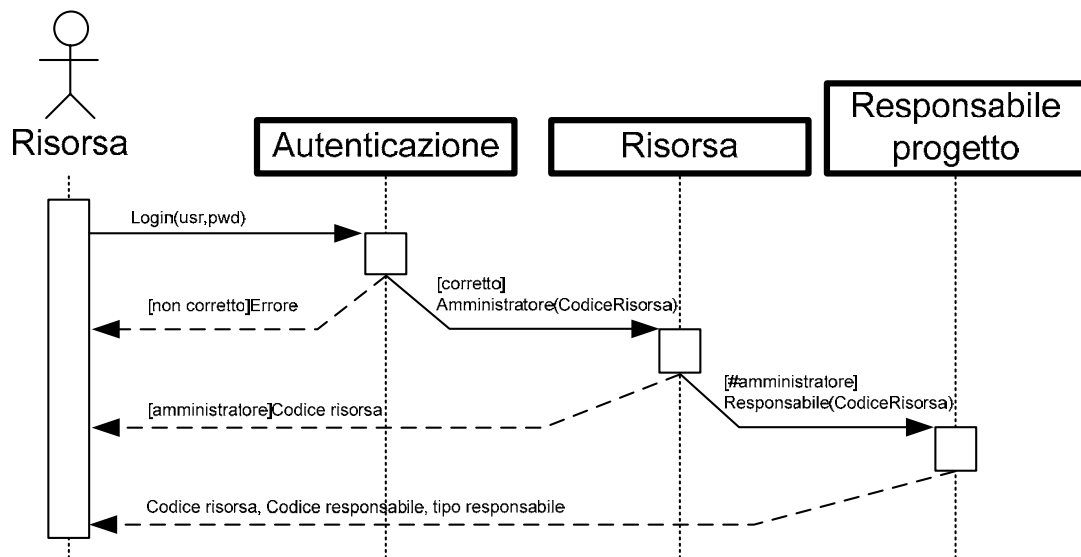 Risorsa
Autenticazione
Risorsa
Responsabile
progetto
Login(usr,pwd)
[corretto]
Amministratore(CodiceRisorsa)
[non corretto]Errore
[#amministratore]
Responsabile(CodiceRisorsa)
[amministratore]Codice risorsa
Codice risorsa, Codice responsabile, tipo responsabile